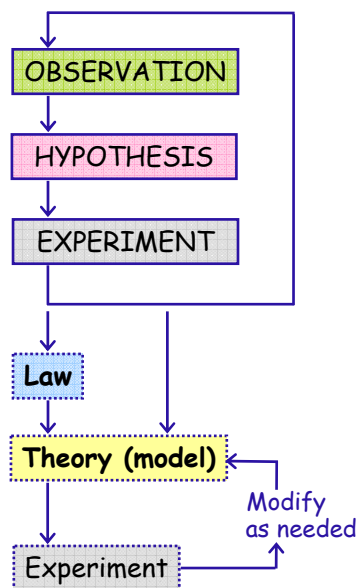 OBSERVATION
HYPOTHESIS
EXPERIMENT
Law
Theory (model)
Modify
as needed
Experiment